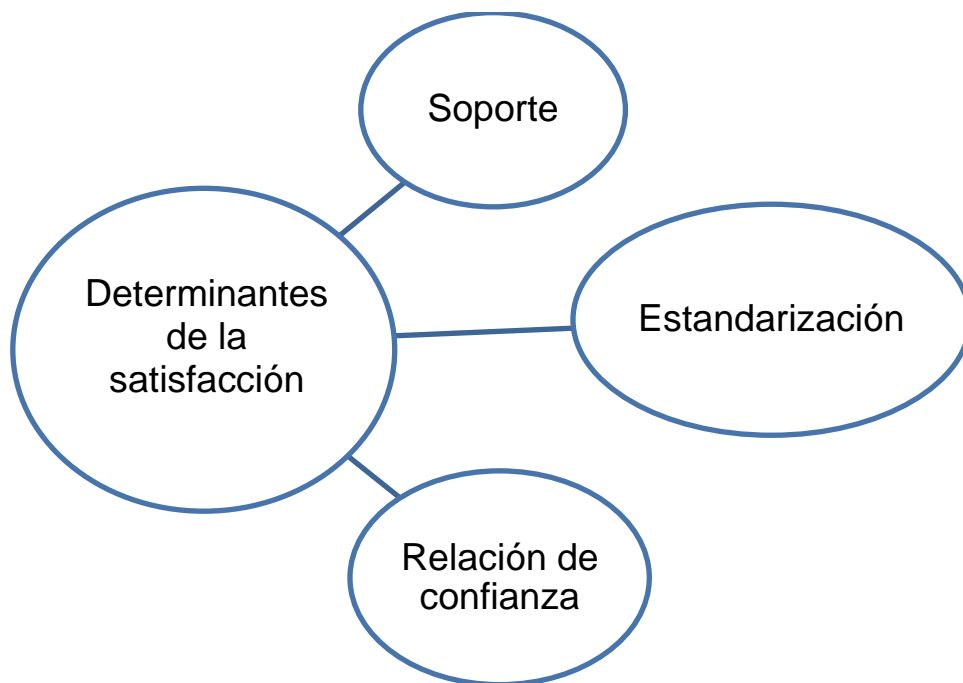 Soporte
Determinantes
de la
satisfacción
Estandarización
Relación de
confianza